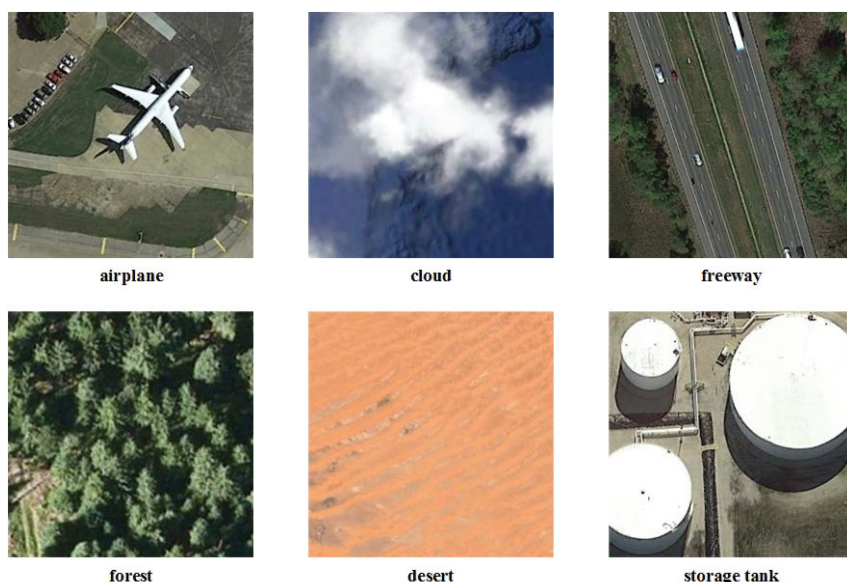 airplane
cloud
freeway
forest
desert
storage tank